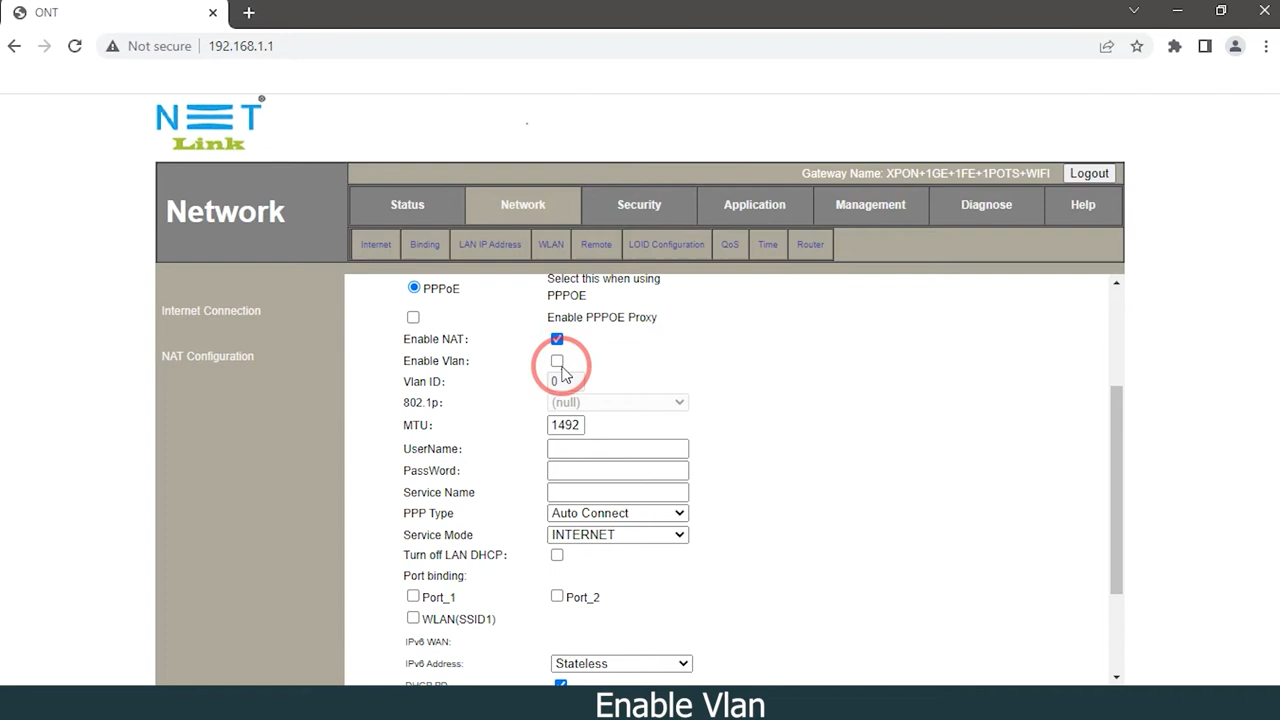 ONT
Not secure 192.168.1.1
NET
Link
Gateway Name: XPON+1GE+1FE+1POTS+WIFI Logout
Network
Status Network Security Application Management Diagnose Help
Internet Binding LAN IP Address WLAN Remote LOID Configuration QoS Time Router
Internet Connection
NAT Configuration
PPPoE
Select this when using
PPPOE
Enable PPPOE Proxy
Enable NAT:
Enable Vlan:
Vlan ID: 0
802.1p: (null)
MTU: 1492
UserName:
PassWord:
Service Name
PPP Type Auto Connect
Service Mode INTERNET
Turn off LAN DHCP:
Port binding:
Port_1 Port_2
WLAN(SSID1)
IPv6 WAN:
IPv6 Address: Stateless
DHCP PD
Enable Vlan